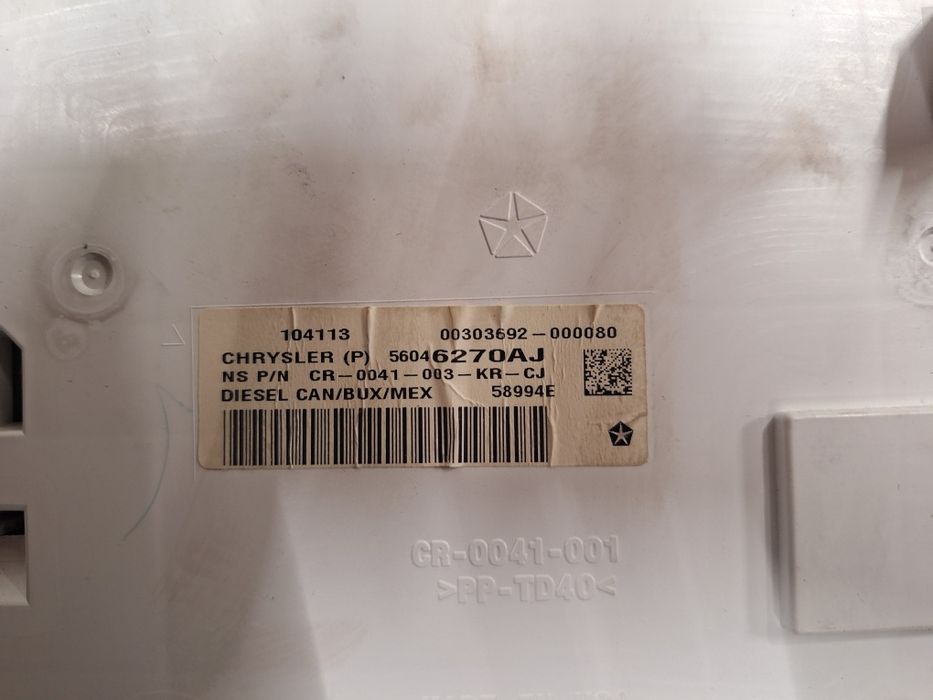 104113 00303692-000080
CHRYSLER (P) 56046270AJ
NS P/N CR-0041-003-KR-CJ
DIESEL CAN/BUX/MEX 58994E
CR-0041-001
>PP-TD40<